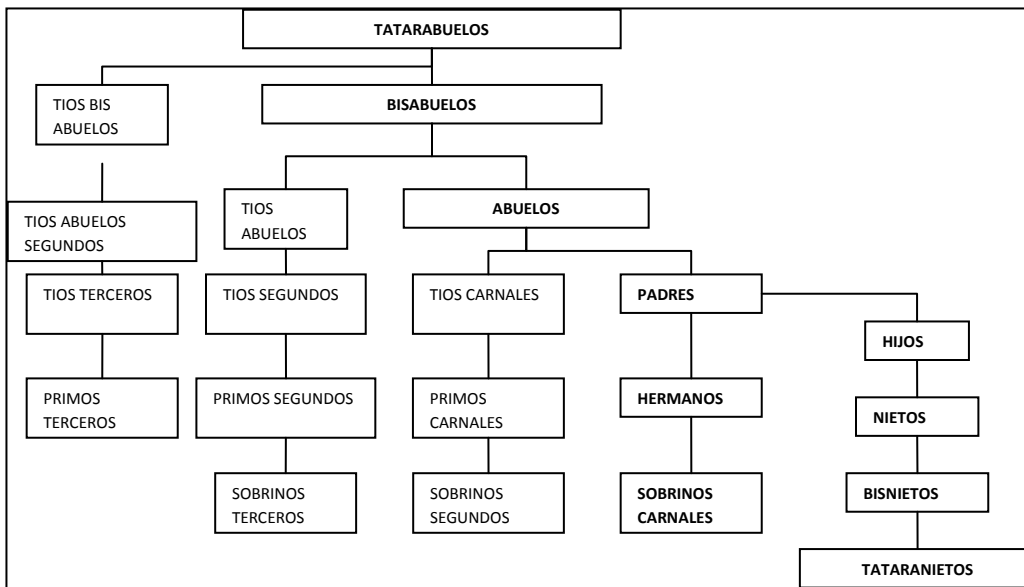 TATARABUELOS
TIOS BIS
ABUELOS
BISABUELOS
TIOS
ABUELOS
ABUELOS
TIOS ABUELOS
SEGUNDOS
TIOS TERCEROS
TIOS SEGUNDOS
TIOS CARNALES
PADRES
HIJOS
PRIMOS
TERCEROS
PRIMOS SEGUNDOS
PRIMOS
CARNALES
HERMANOS
NIETOS
SOBRINOS
TERCEROS
SOBRINOS
SEGUNDOS
SOBRINOS
CARNALES
BISNIETOS
TATARANIETOS